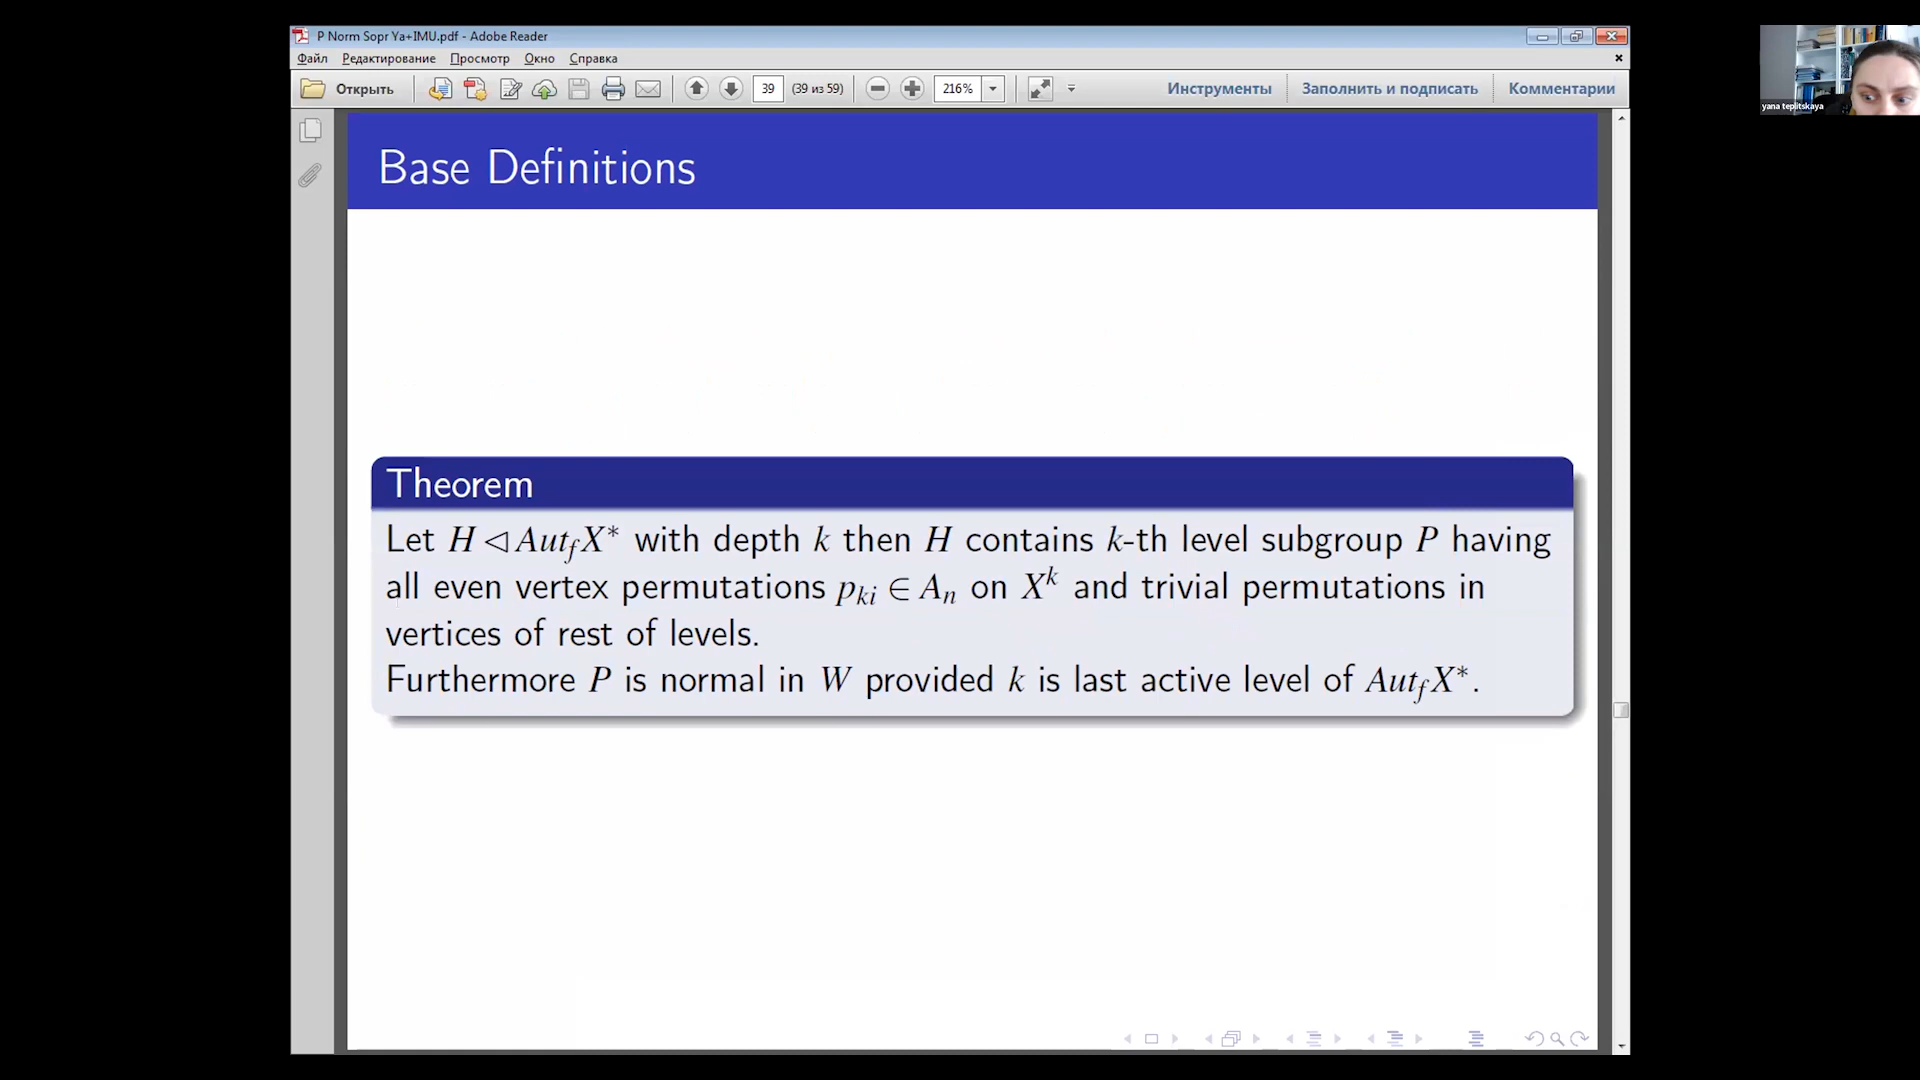 P Norm Sopr Ya+IMU.pdf - Adobe Reader
Файл Редактирование Просмотр Окно Справка
Открыть 39 (39 из 59) 216% Инструменты Заполнить и подписать Комментарии
yana teplitskaya
Base Definitions
Theorem
Let H ◁ Aut_f X* with depth k then H contains k-th level subgroup P having
all even vertex permutations p_{ki} ∈ A_n on X^k and trivial permutations in
vertices of rest of levels.
Furthermore P is normal in W provided k is last active level of Aut_f X*.